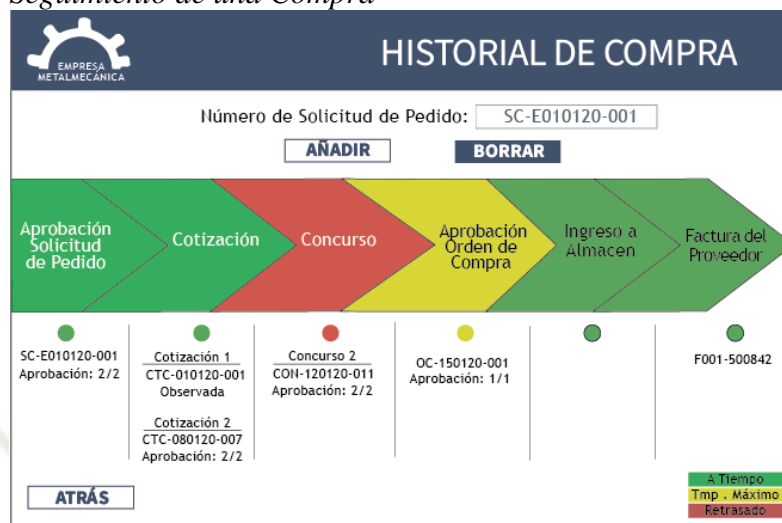 Seguimiento de una Compra
EMPRESA
METALMECÁNICA
HISTORIAL DE COMPRA
Número de Solicitud de Pedido: SC-E010120-001
AÑADIR BORRAR
Aprobación
Solicitud
de Pedido
Cotización
Concurso
Aprobación
Orden de
Compra
Ingreso a
Almacen
Factura del
Proveedor
SC-E010120-001
Aprobación: 2/2
Cotización 1
CTC-010120-001
Observada
Cotización 2
CTC-080120-007
Aprobación: 2/2
Concurso 2
CON-120120-011
Aprobación: 2/2
OC-150120-001
Aprobación: 1/1
F001-500842
ATRÁS
A Tiempo
Tmp . Máximo
Retrasado